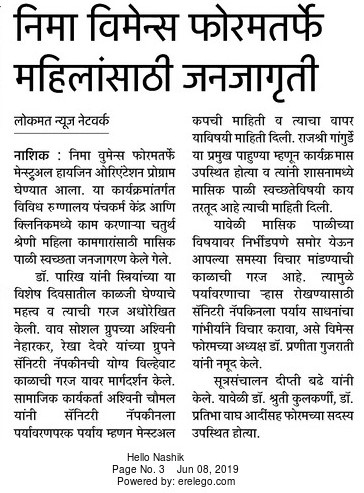 निमा विमेन्स फोरमतर्फे
महिलांसाठी जनजागृती
लोकमत न्यूज नेटवर्क
नाशिक : निमा वुमेन्स फोरमतर्फे
मेन्स्ट्रुअल हायजिन ओरिएंटेशन प्रोग्राम
घेण्यात आला. या कार्यक्रमांतर्गत
विविध रुग्णालय पंचकर्म केंद्र आणि
क्लिनिकमध्ये काम करणाऱ्या चतुर्थ
श्रेणी महिला कामगारांसाठी मासिक
पाळी स्वच्छता जनजागरण केले गेले.
डॉ. पारिख यांनी स्त्रियांच्या या
विशेष दिवसातील काळजी घेण्याचे
महत्त्व व त्याची गरज अधोरेखित
केली. वाव सोशल ग्रुपच्या अश्विनी
नेहारकर, रेखा देवरे यांच्या ग्रुपने
सॅनिटरी नॅपकीनची योग्य विल्हेवाट
काळाची गरज यावर मार्गदर्शन केले.
सामाजिक कार्यकर्ता अश्विनी चौमल
यांनी सॅनिटरी नॅपकीनला
पर्यावरणपरक पर्याय म्हणन मेन्स्टअल
कपची माहिती व त्याचा वापर
याविषयी माहिती दिली. राजश्री गांगुर्डे
या प्रमुख पाहुण्या म्हणून कार्यक्रमास
उपस्थित होत्या व त्यांनी शासनामध्ये
मासिक पाळी स्वच्छतेविषयी काय
तरतूद आहे त्याची माहिती दिली.
यावेळी मासिक पाळीच्या
विषयावर निर्भीडपणे समोर येऊन
आपल्या समस्या विचार मांडण्याची
काळाची गरज आहे. त्यामुळे
पर्यावरणाचा ऱ्हास रोखण्यासाठी
सॅनिटरी नॅपकिनला पर्याय साधनांचा
गांभीर्याने विचार करावा, असे विमेन्स
फोरमच्या अध्यक्ष डॉ. प्रणीता गुजराती
यांनी नमूद केले.
सूत्रसंचालन दीप्ती बढे यांनी
केले. यावेळी डॉ. श्रुती कुलकर्णी, डॉ.
प्रतिभा वाघ आदींसह फोरमच्या सदस्य
उपस्थित होत्या.
Hello Nashik
Page No. 3 Jun 08, 2019
Powered by: erelego.com